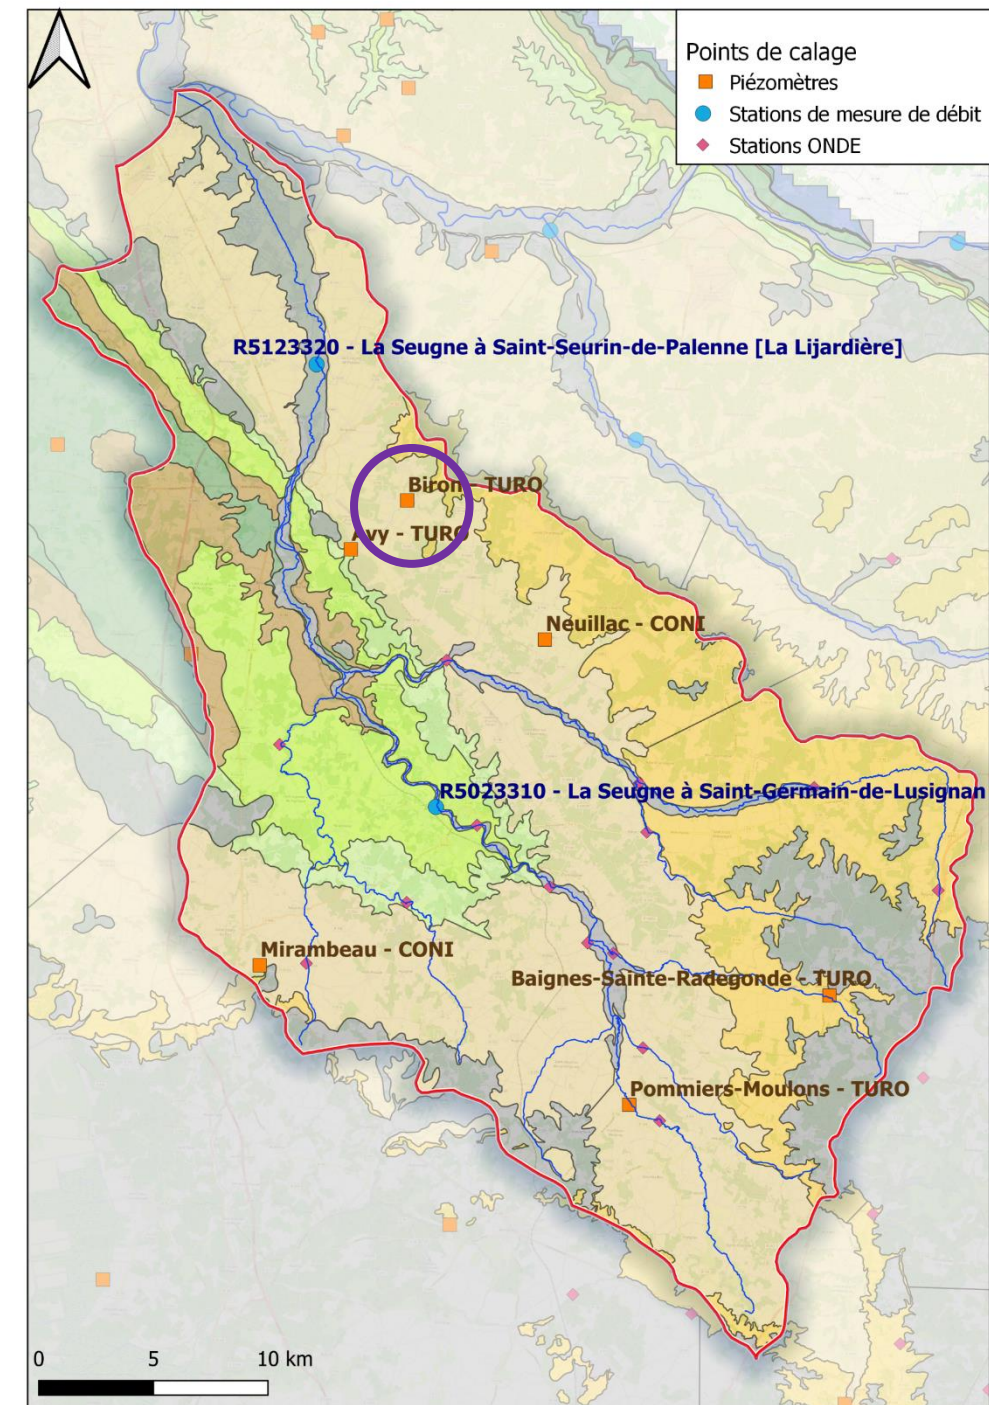 Points de calage
Piézomètres
Stations de mesure de débit
Stations ONDE
R5123320 - La Seugne à Saint-Seurin-de-Palenne [La Lijardière]
Biron - TURO
Avy - TURO
Neuillac - CONI
R5023310 - La Seugne à Saint-Germain-de-Lusignan
Mirambeau - CONI
Baignes-Sainte-Radegonde - TURO
Pommiers-Moulons - TURO
0 5 10 km